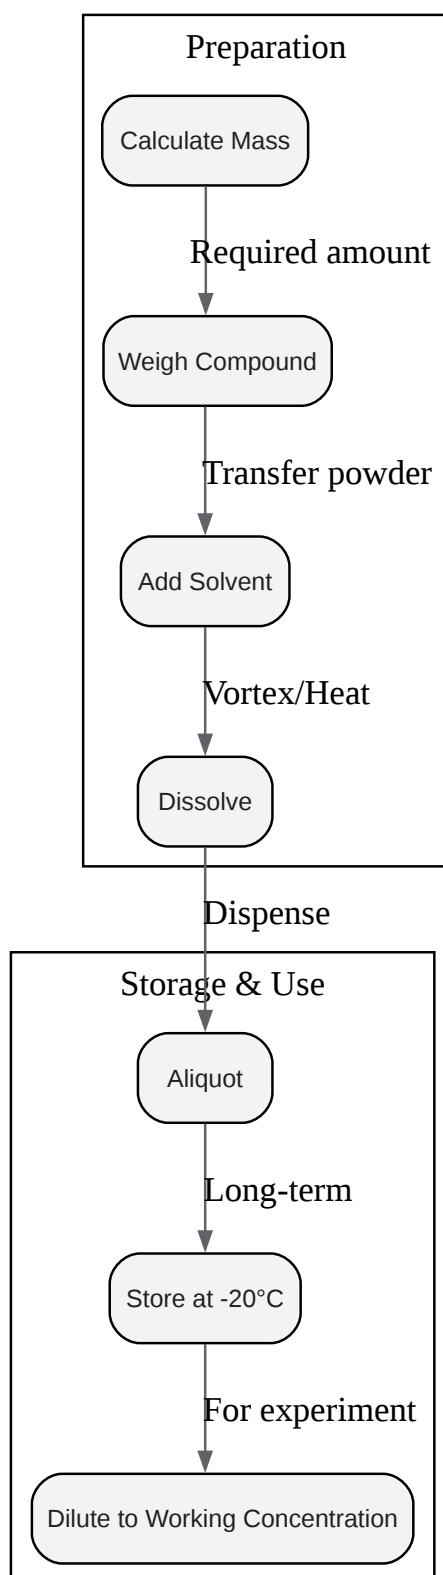 Preparation
Calculate Mass
Required amount
Weigh Compound
Transfer powder
Add Solvent
Vortex/Heat
Dissolve
Dispense
Storage & Use
Aliquot
Long-term
Store at -20°C
For experiment
Dilute to Working Concentration